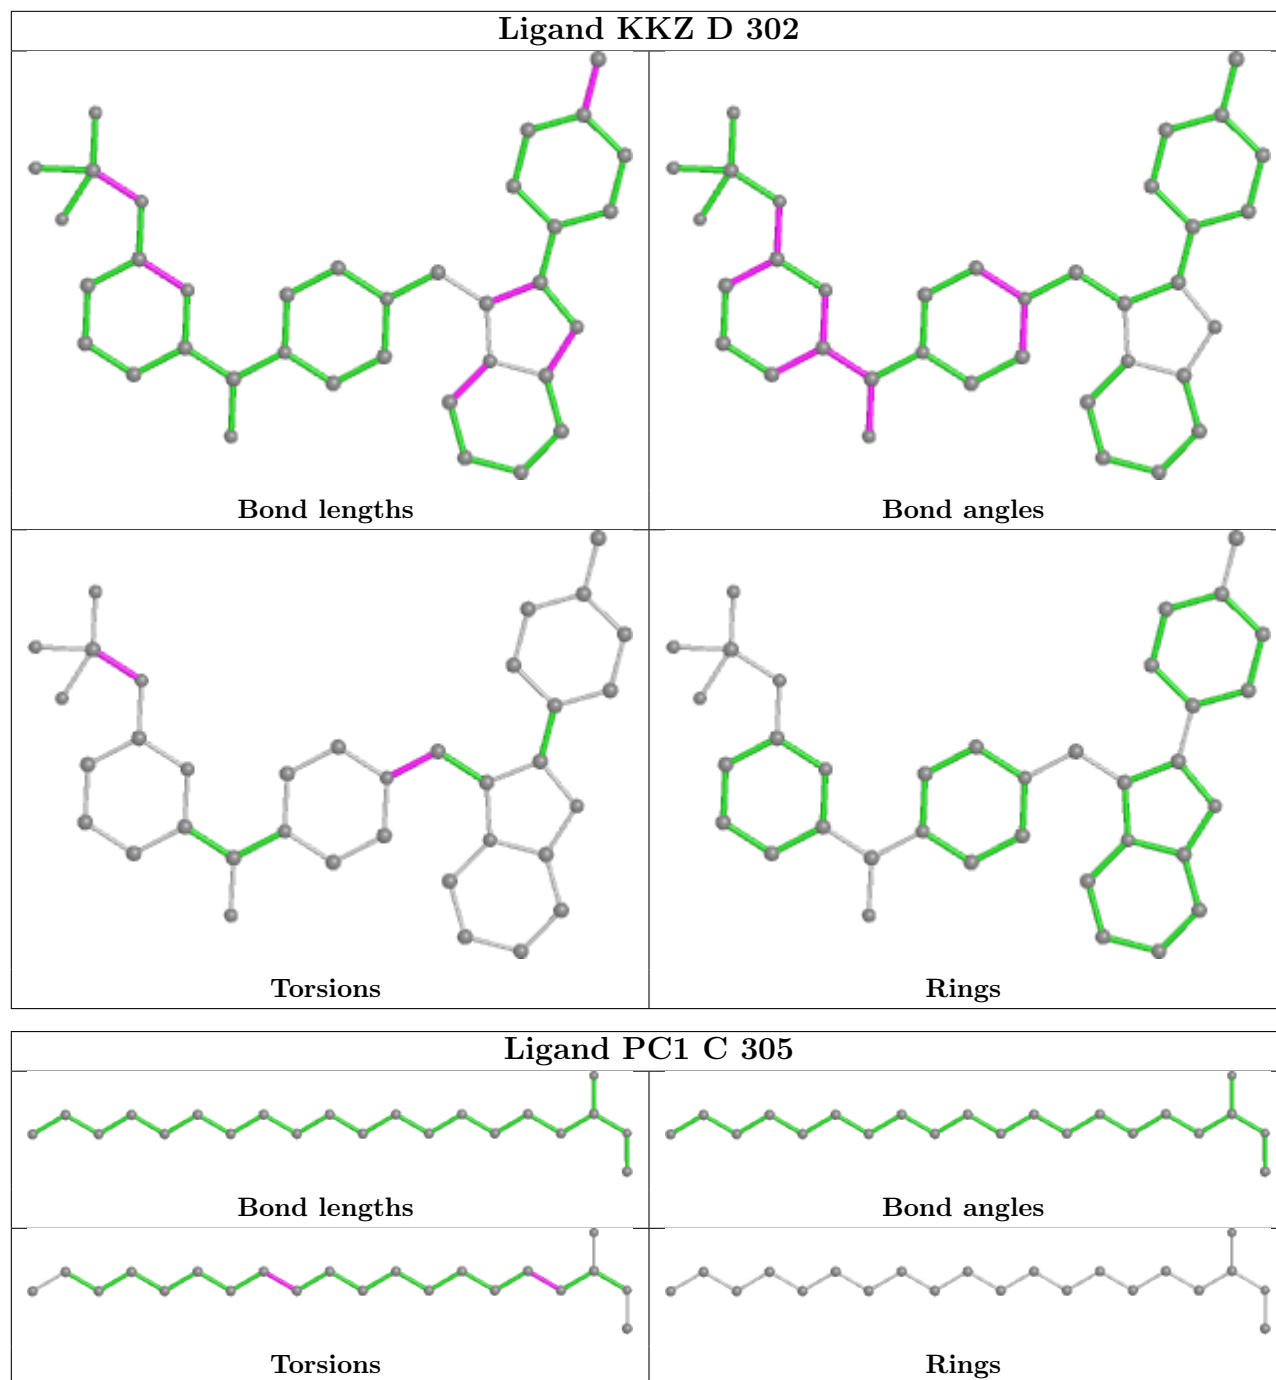 Ligand KKZ D 302
Bond lengths
Bond angles
Torsions
Rings
Ligand PC1 C 305
Bond lengths
Bond angles
Torsions
Rings